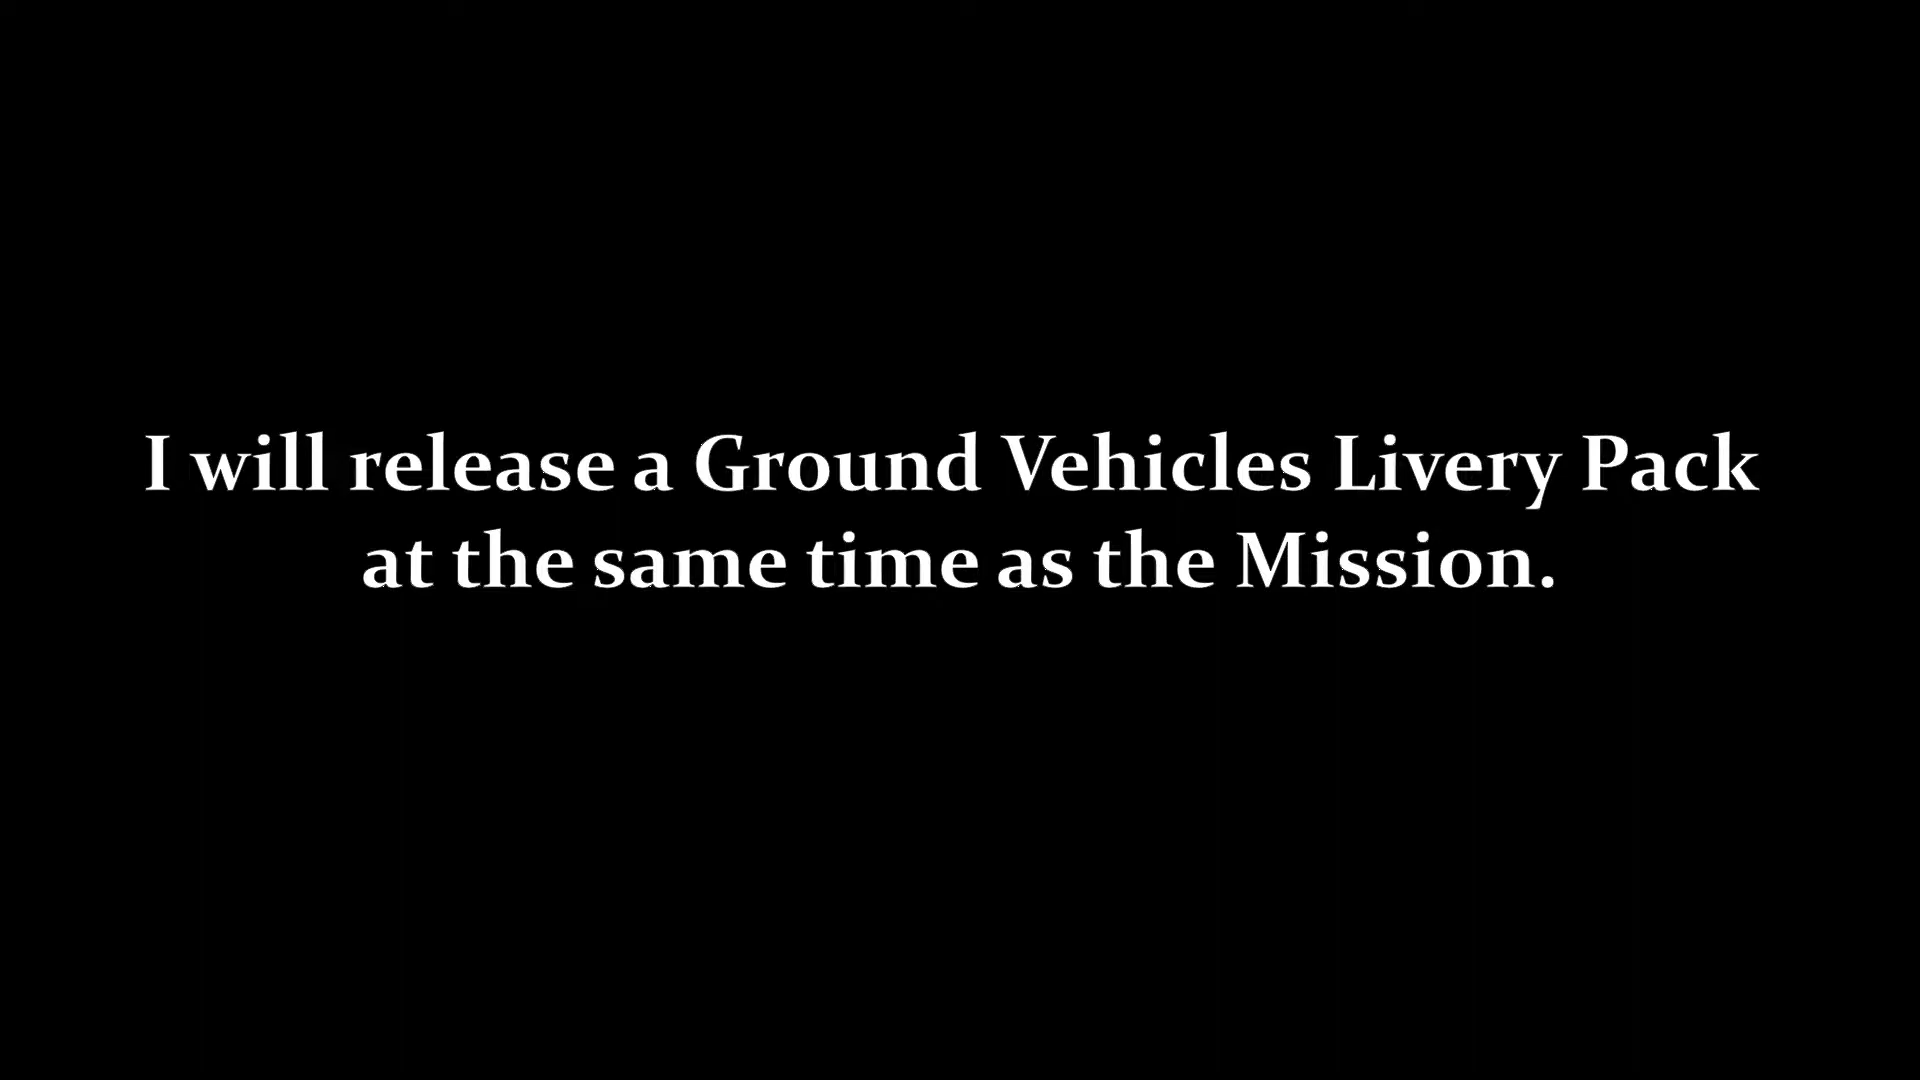 I will release a Ground Vehicles Livery Pack
at the same time as the Mission.